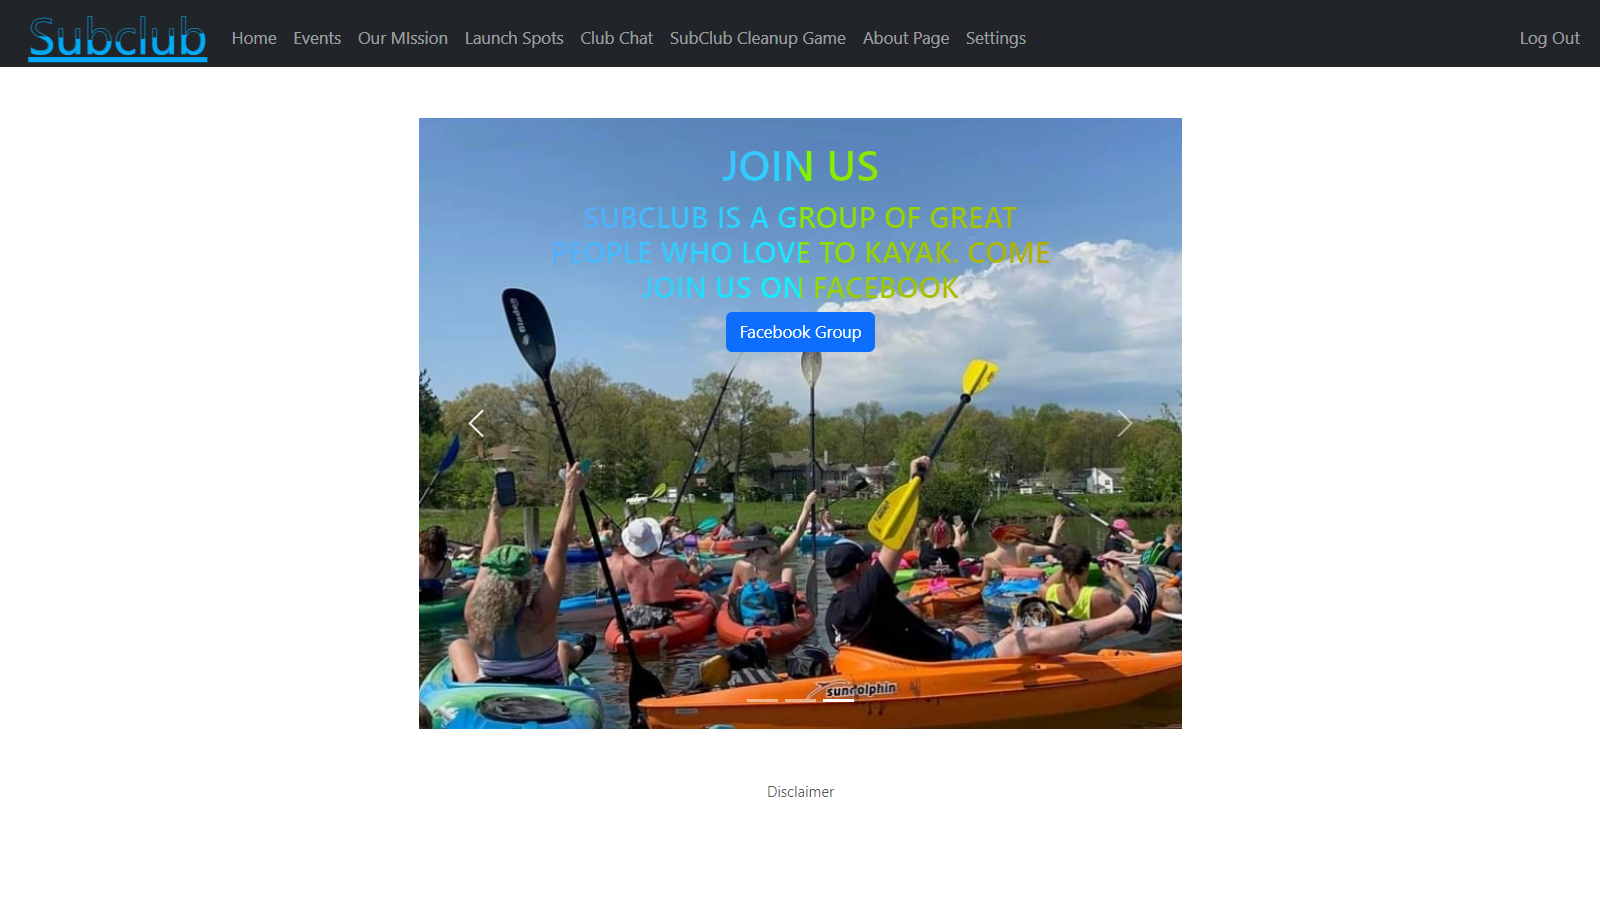 Subclub
Home Events Our MIssion Launch Spots Club Chat SubClub Cleanup Game About Page Settings Log Out
JOIN US
SUBCLUB IS A GROUP OF GREAT
PEOPLE WHO LOVE TO KAYAK. COME
JOIN US ON FACEBOOK
Facebook Group
sundolphin
Disclaimer